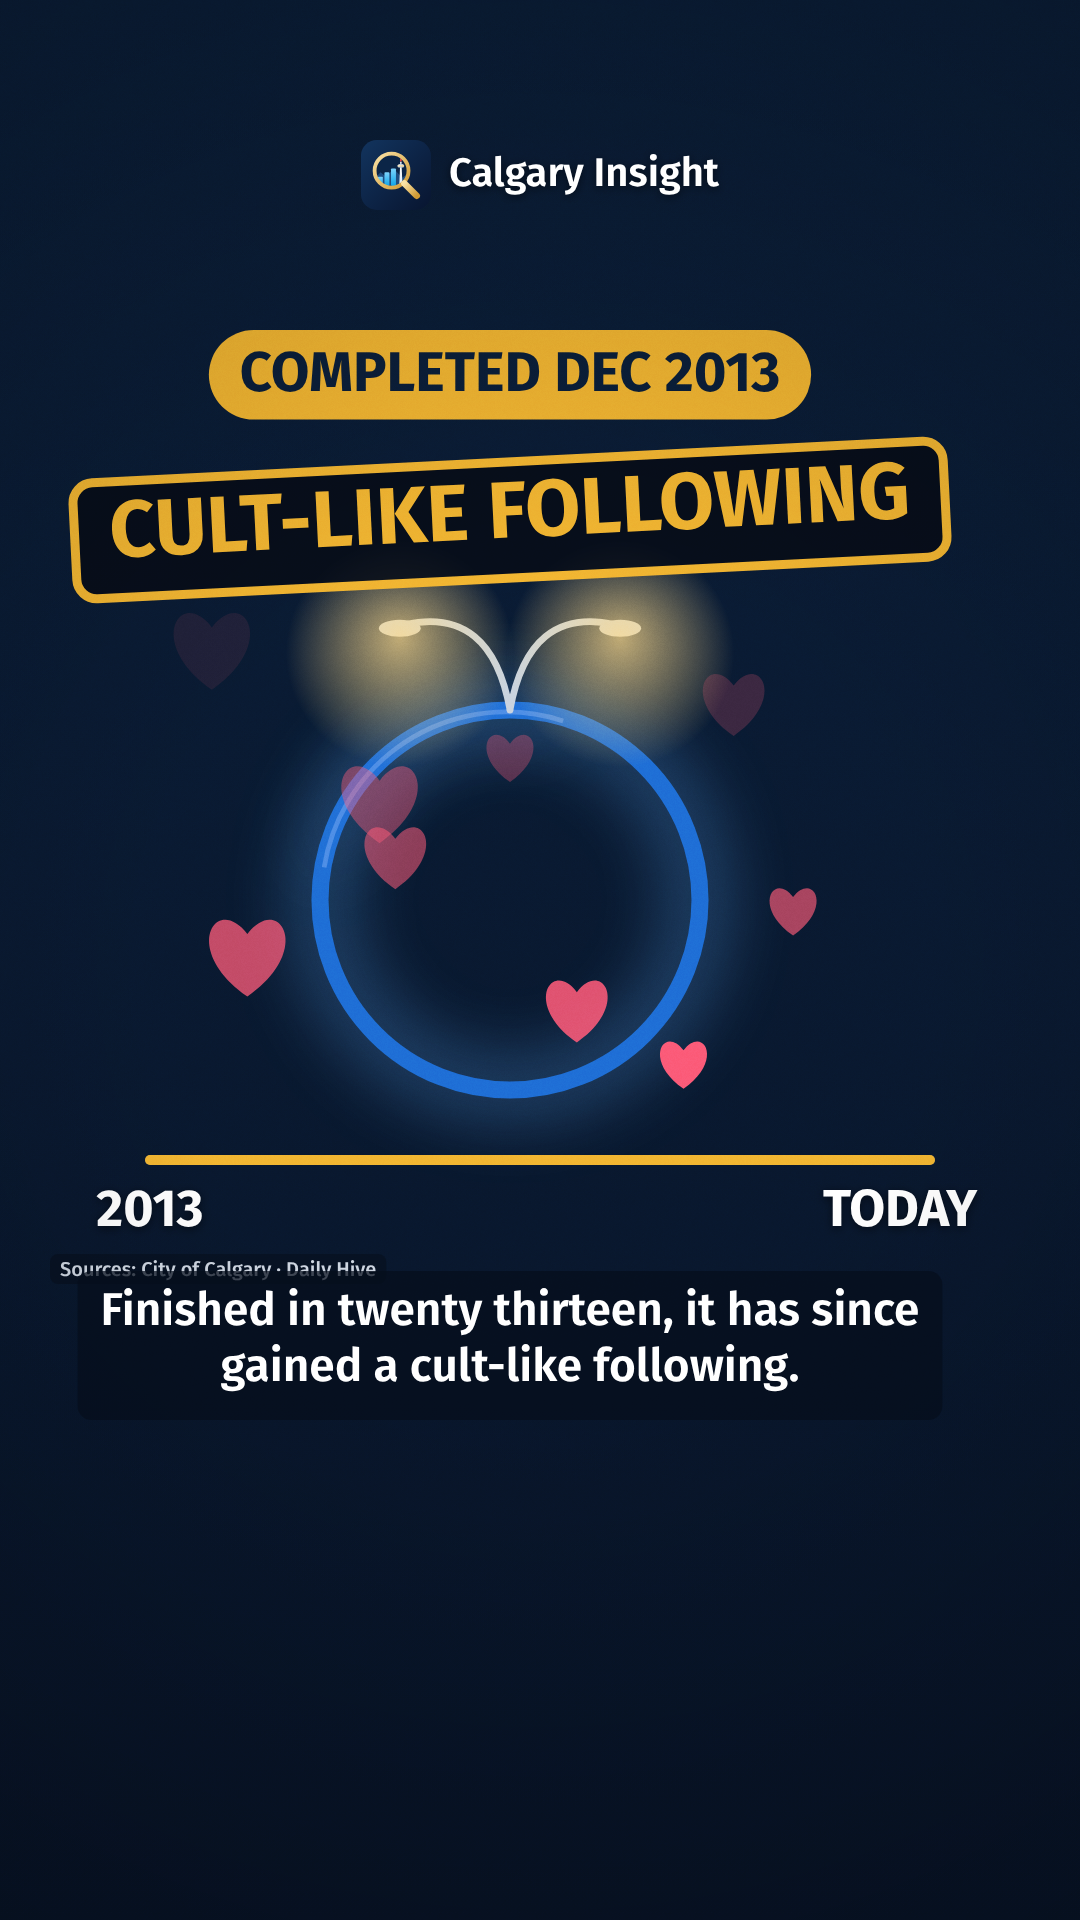 Calgary Insight
COMPLETED DEC 2013
CULT-LIKE FOLLOWING
2013
TODAY
Sources: City of Calgary · Daily Hive
Finished in twenty thirteen, it has since
gained a cult-like following.